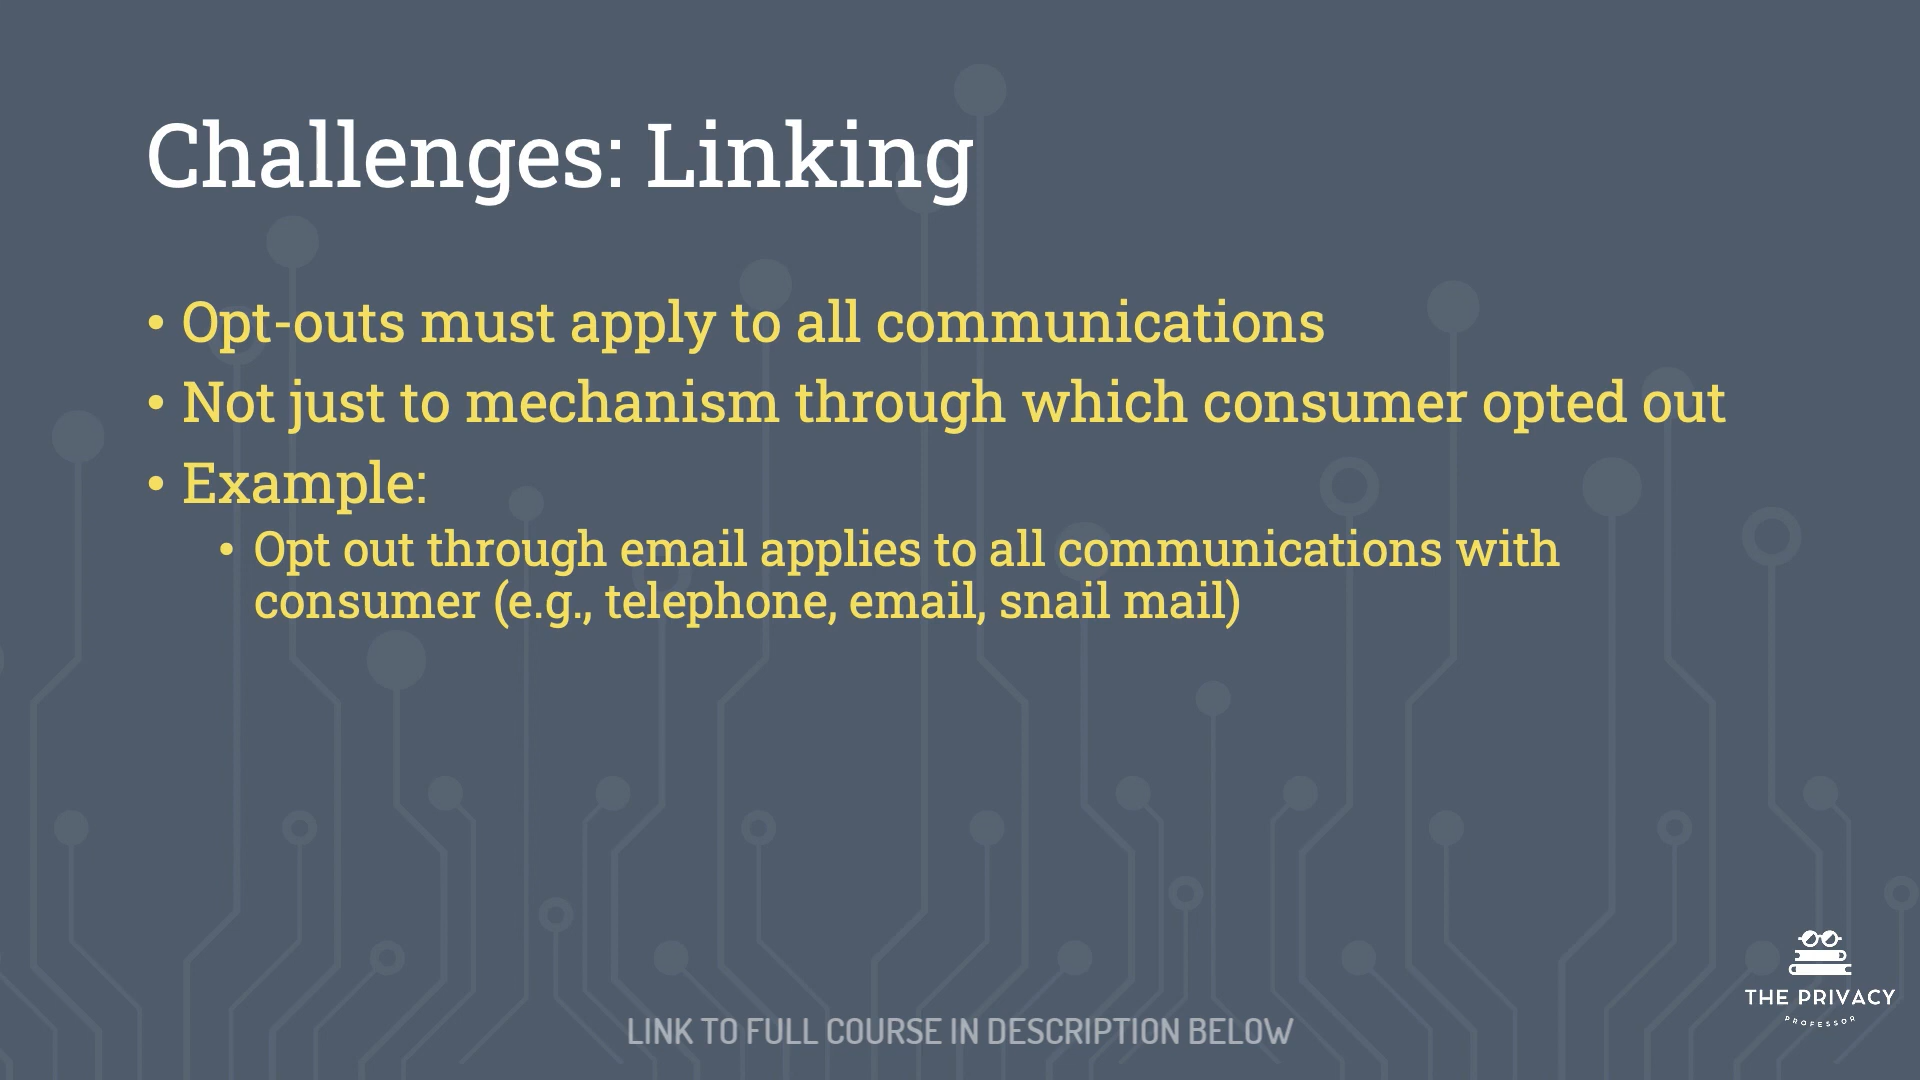 Challenges: Linking
• Opt-outs must apply to all communications
• Not just to mechanism through which consumer opted out
• Example:
• Opt out through email applies to all communications with
consumer (e.g., telephone, email, snail mail)
THE PRIVACY
PROFESSOR
LINK TO FULL COURSE IN DESCRIPTION BELOW